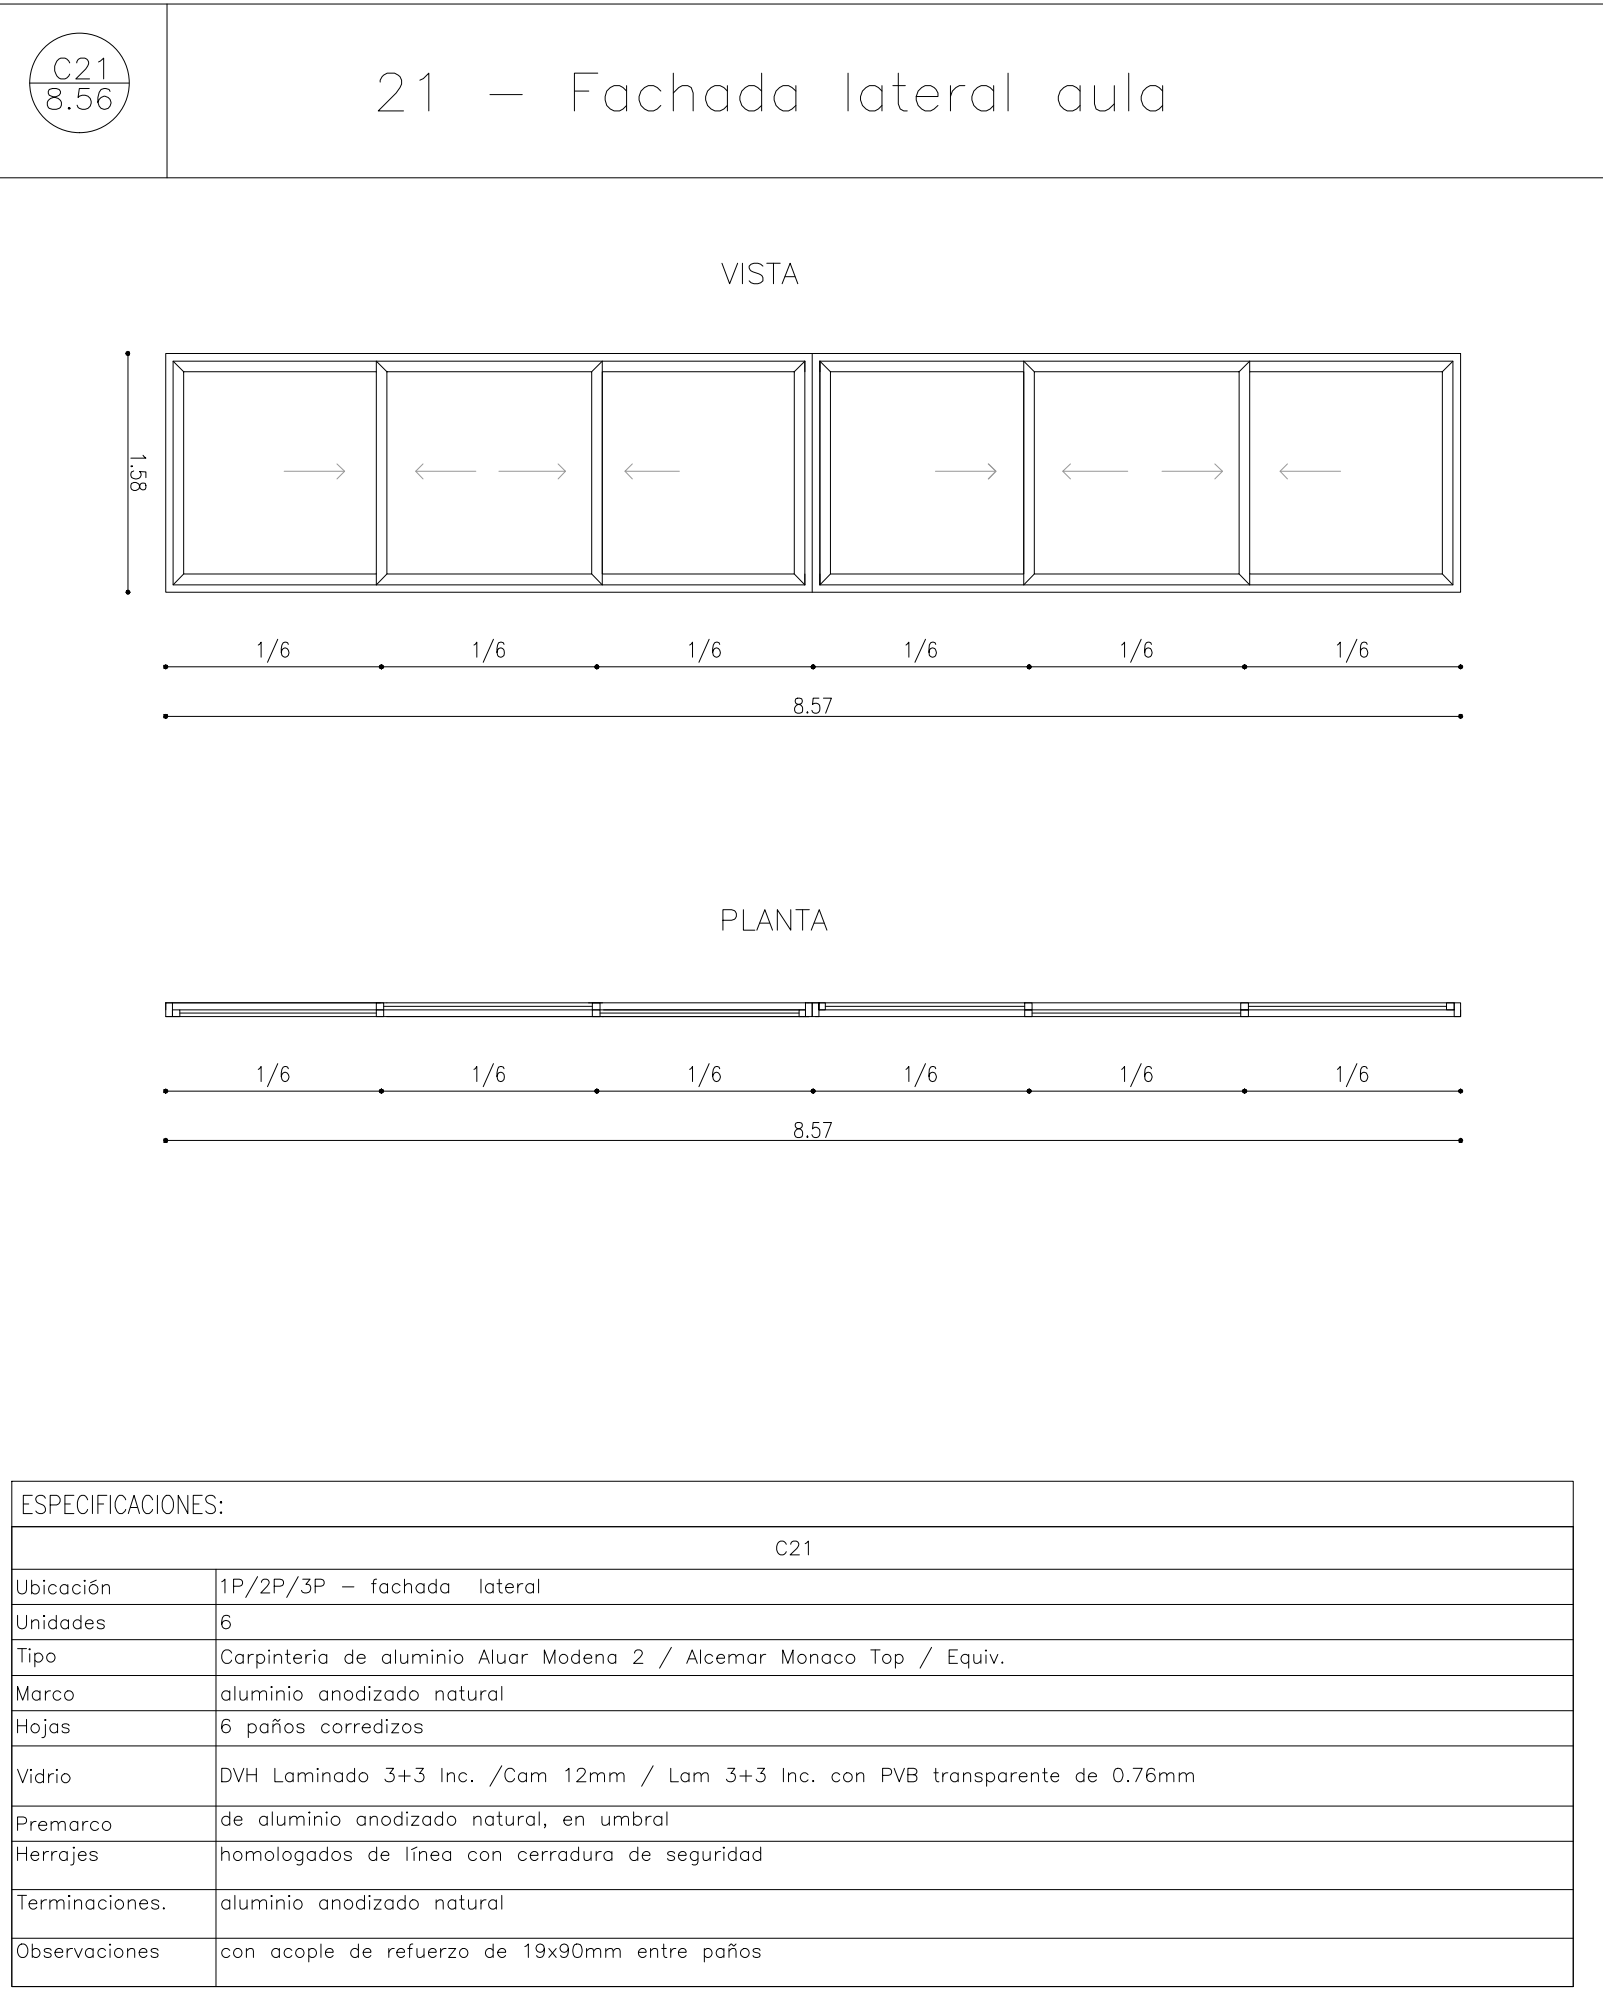 C21
8.56
21 - Fachada lateral aula
VISTA
1.58
1/6 1/6 1/6 1/6 1/6 1/6
8.57
PLANTA
1/6 1/6 1/6 1/6 1/6 1/6
8.57
ESPECIFICACIONES:
C21
Ubicación 1P/2P/3P - fachada lateral
Unidades 6
Tipo Carpinteria de aluminio Aluar Modena 2 / Alcemar Monaco Top / Equiv.
Marco aluminio anodizado natural
Hojas 6 paños corredizos
Vidrio DVH Laminado 3+3 Inc. /Cam 12mm / Lam 3+3 Inc. con PVB transparente de 0.76mm
Premarco de aluminio anodizado natural, en umbral
Herrajes homologados de línea con cerradura de seguridad
Terminaciones. aluminio anodizado natural
Observaciones con acople de refuerzo de 19x90mm entre paños